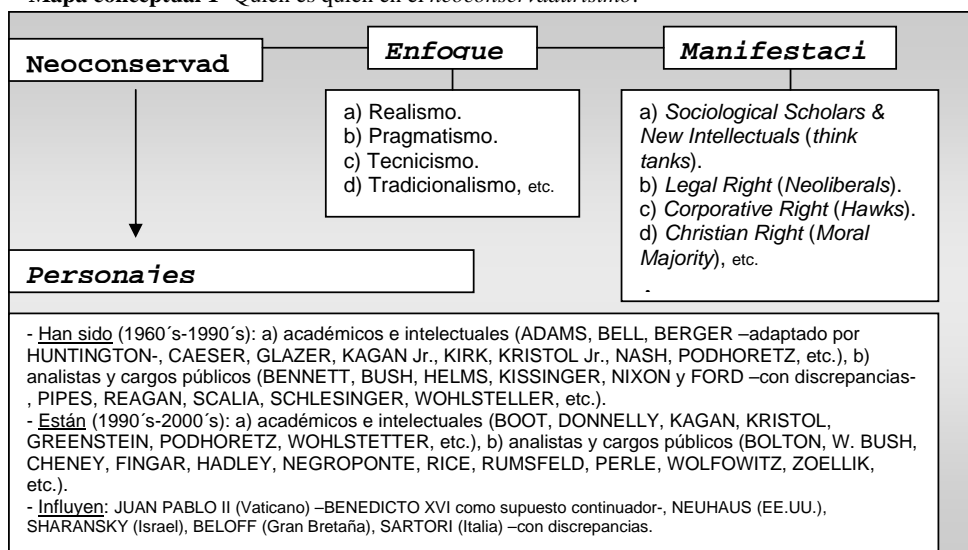 Mapa conceptual 1 Quién es quién en el neoconservadurismo?
Neoconservad
Enfoque
Manifestaci
a) Realismo.
b) Pragmatismo.
c) Tecnicismo.
d) Tradicionalismo, etc.
a) Sociological Scholars &
New Intellectuals (think
tanks).
b) Legal Right (Neoliberals).
c) Corporative Right (Hawks).
d) Christian Right (Moral
Majority), etc.
.
Personajes
- Han sido (1960´s-1990´s): a) académicos e intelectuales (ADAMS, BELL, BERGER –adaptado por
HUNTINGTON-, CAESER, GLAZER, KAGAN Jr., KIRK, KRISTOL Jr., NASH, PODHORETZ, etc.), b)
analistas y cargos públicos (BENNETT, BUSH, HELMS, KISSINGER, NIXON y FORD –con discrepancias-
, PIPES, REAGAN, SCALIA, SCHLESINGER, WOHLSTELLER, etc.).
- Están (1990´s-2000´s): a) académicos e intelectuales (BOOT, DONNELLY, KAGAN, KRISTOL,
GREENSTEIN, PODHORETZ, WOHLSTETTER, etc.), b) analistas y cargos públicos (BOLTON, W. BUSH,
CHENEY, FINGAR, HADLEY, NEGROPONTE, RICE, RUMSFELD, PERLE, WOLFOWITZ, ZOELLIK,
etc.).
- Influyen: JUAN PABLO II (Vaticano) –BENEDICTO XVI como supuesto continuador-, NEUHAUS (EE.UU.),
SHARANSKY (Israel), BELOFF (Gran Bretaña), SARTORI (Italia) –con discrepancias.